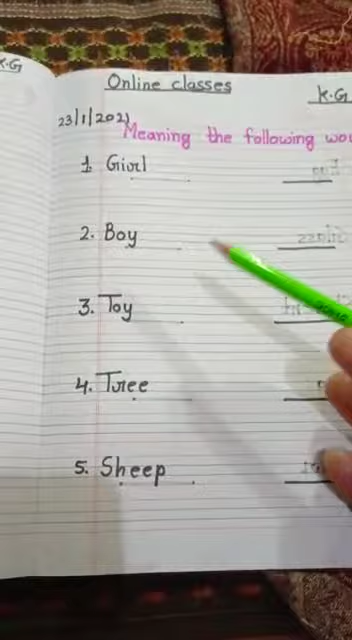 K.G
Online classes
K.G
23/1/2021
Meaning the following
1. Girl
2. Boy
3. Toy
4. Tree
5. Sheep